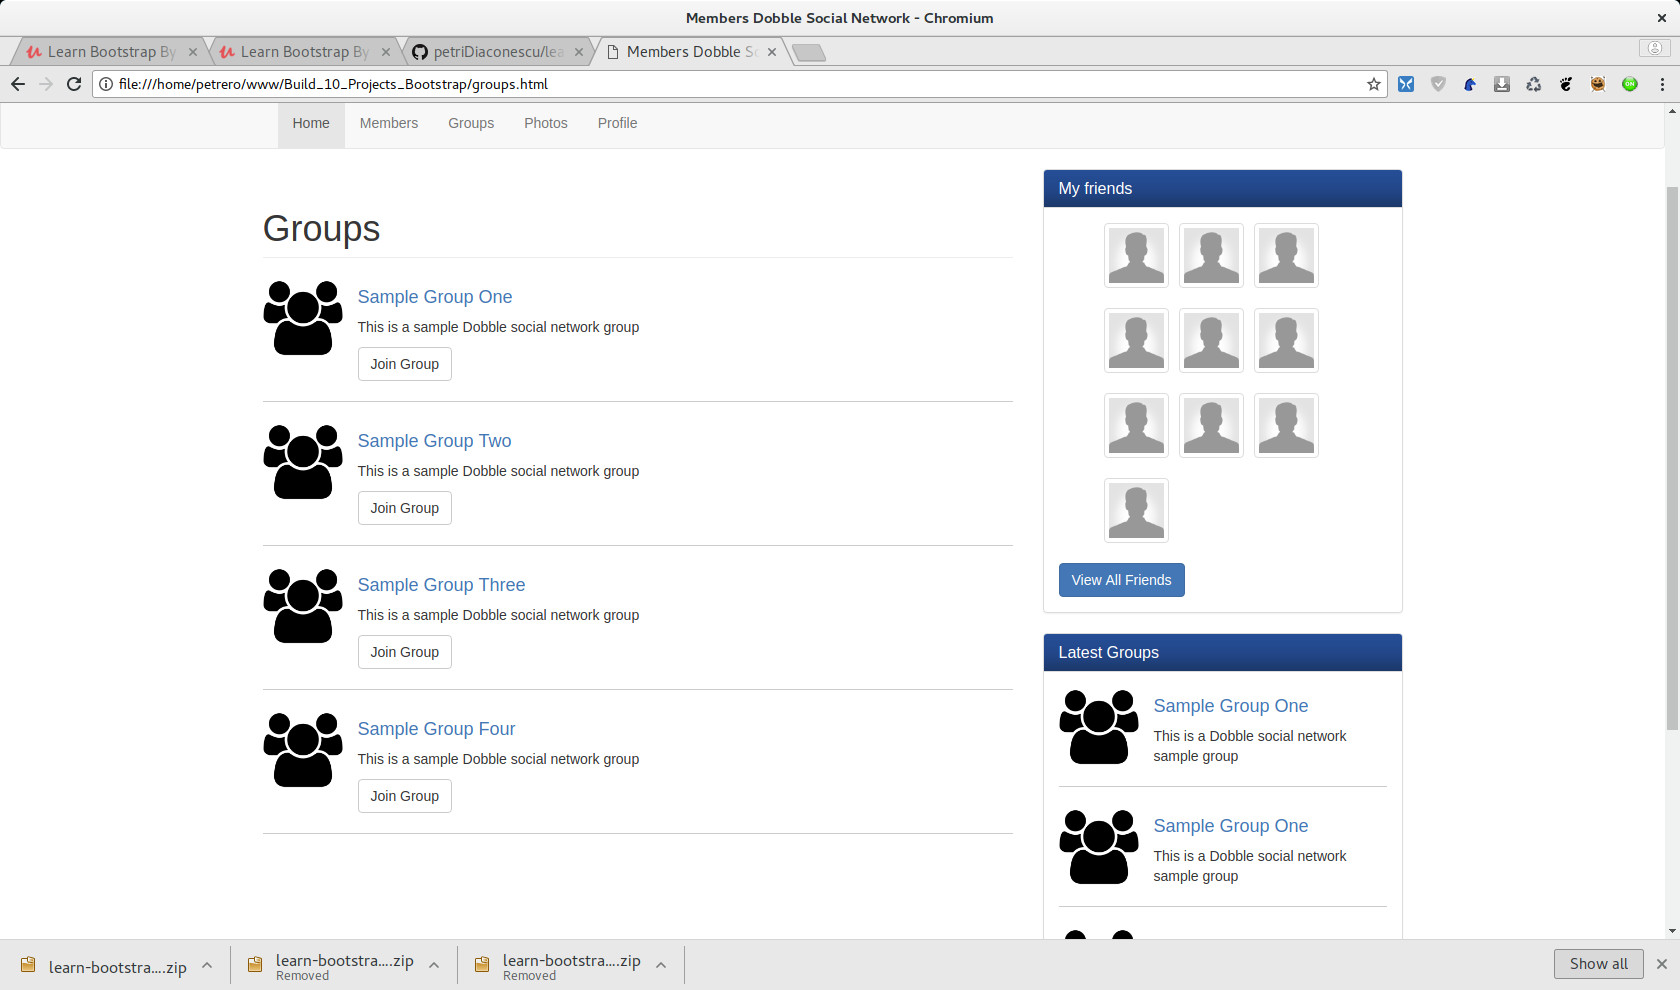 Members Dobble Social Network - Chromium
Learn Bootstrap By
Learn Bootstrap By
petriDiaconescu/lea
Members Dobble So
file:///home/petrero/www/Build_10_Projects_Bootstrap/groups.html
Home Members Groups Photos Profile
Groups
Sample Group One
This is a sample Dobble social network group
Join Group
Sample Group Two
This is a sample Dobble social network group
Join Group
Sample Group Three
This is a sample Dobble social network group
Join Group
Sample Group Four
This is a sample Dobble social network group
Join Group
My friends
View All Friends
Latest Groups
Sample Group One
This is a Dobble social network
sample group
Sample Group One
This is a Dobble social network
sample group
learn-bootstra....zip
learn-bootstra....zip
Removed
learn-bootstra....zip
Removed
Show all